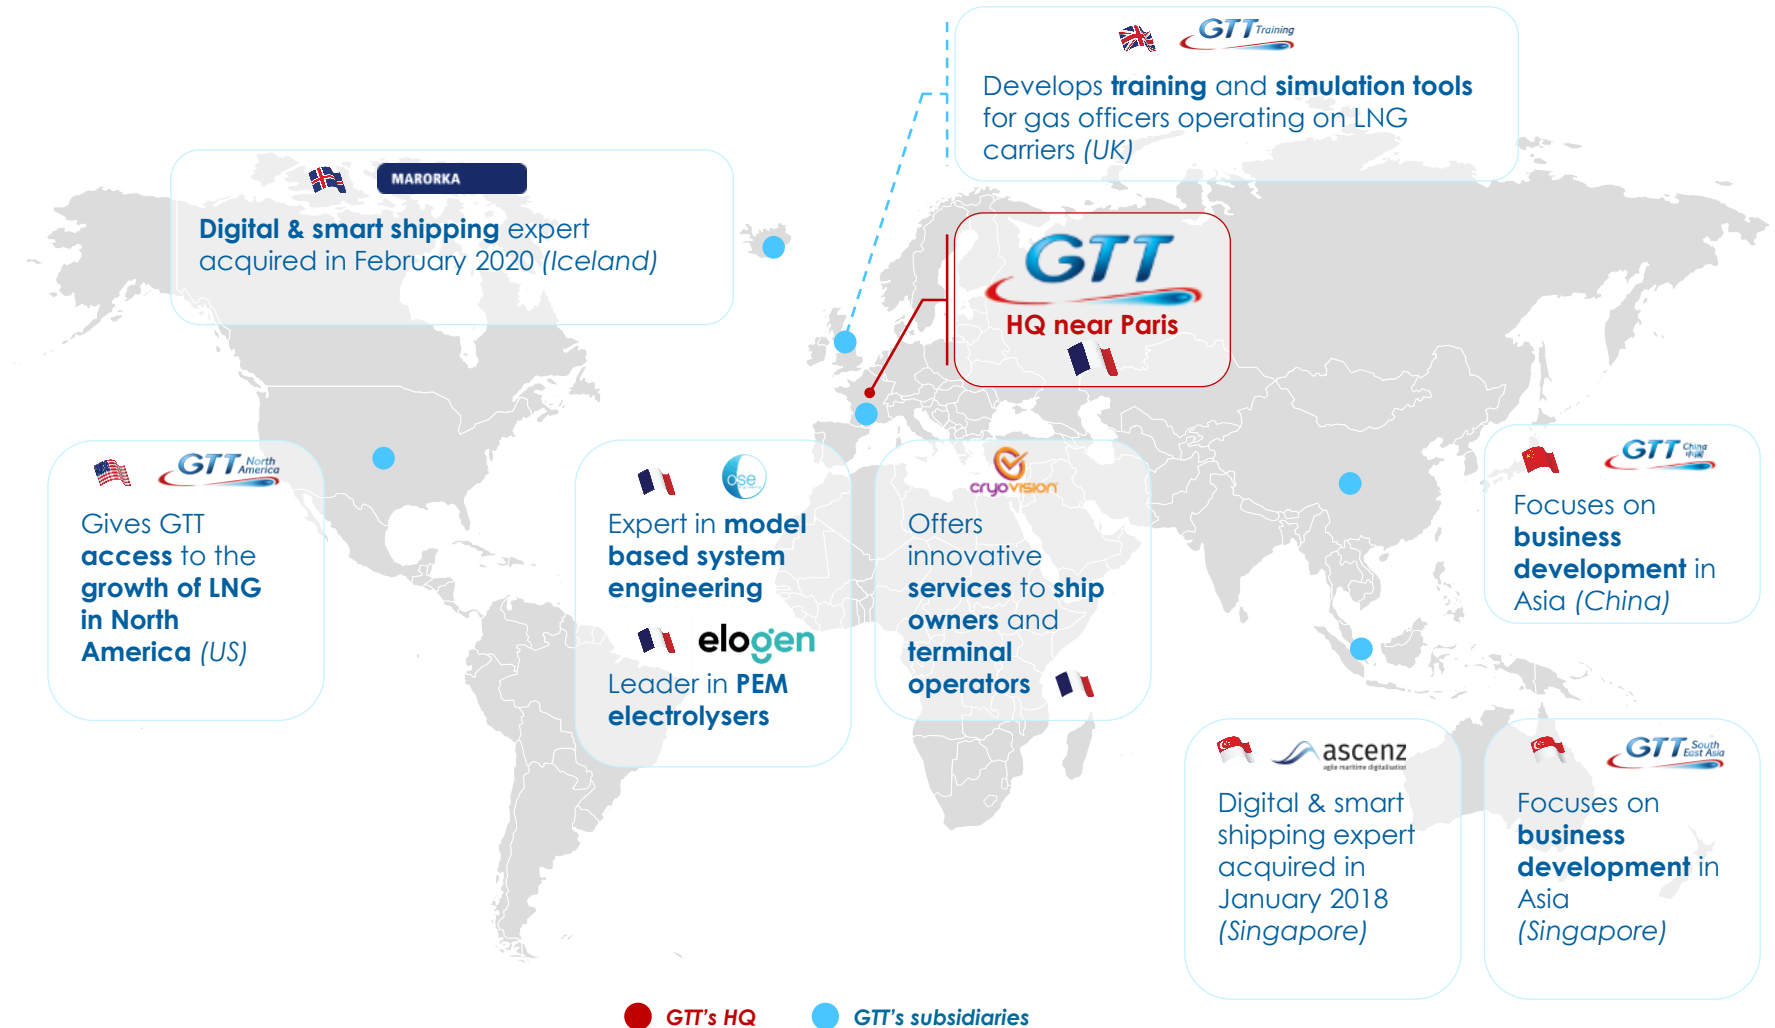 GTT Training
Develops training and simulation tools
for gas officers operating on LNG
carriers (UK)
MARORKA
Digital & smart shipping expert
acquired in February 2020 (Iceland)
GTT
HQ near Paris
GTT North
America
Gives GTT
access to the
growth of LNG
in North
America (US)
ose
Expert in model
based system
engineering
elogen
Leader in PEM
electrolysers
cryovision
Offers
innovative
services to ship
owners and
terminal
operators
GTT China
中国
Focuses on
business
development in
Asia (China)
ascenz
agile maritime digitalisation
Digital & smart
shipping expert
acquired in
January 2018
(Singapore)
GTT South
East Asia
Focuses on
business
development in
Asia
(Singapore)
GTT's HQ
GTT's subsidiaries